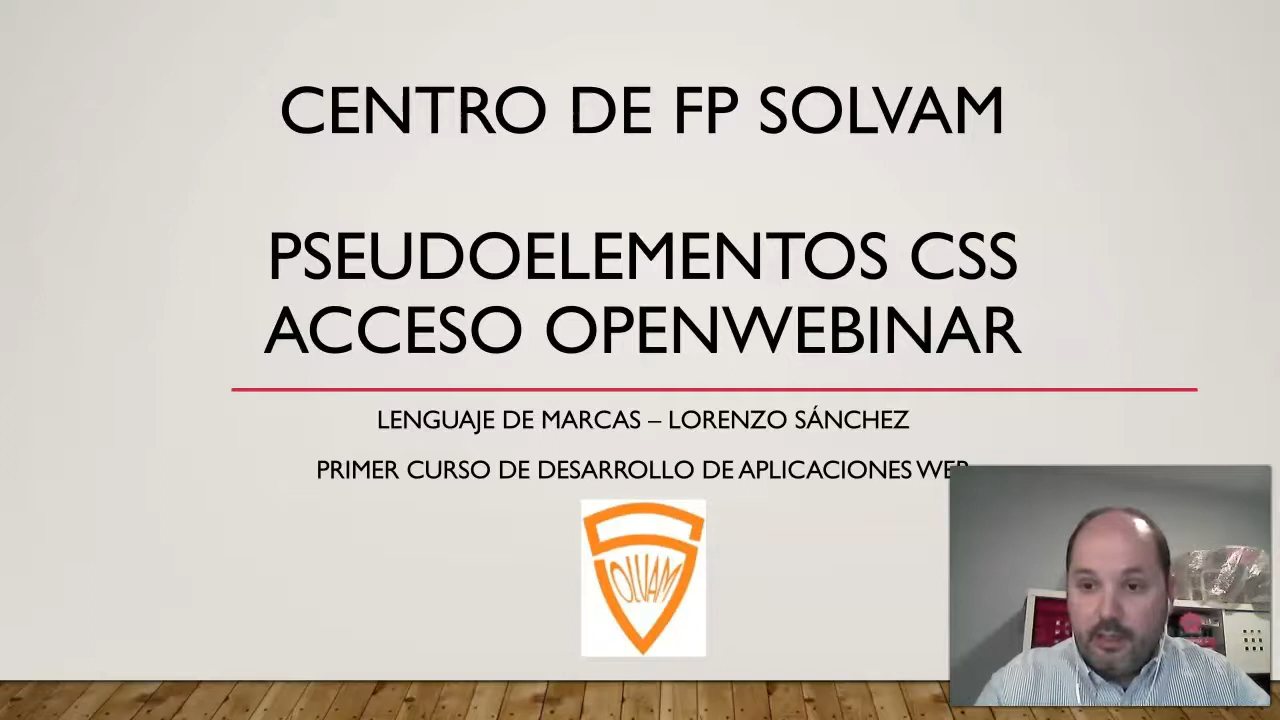 CENTRO DE FP SOLVAM
PSEUDOELEMENTOS CSS
ACCESO OPENWEBINAR
LENGUAJE DE MARCAS – LORENZO SÁNCHEZ
PRIMER CURSO DE DESARROLLO DE APLICACIONES WEB
SOLVAM